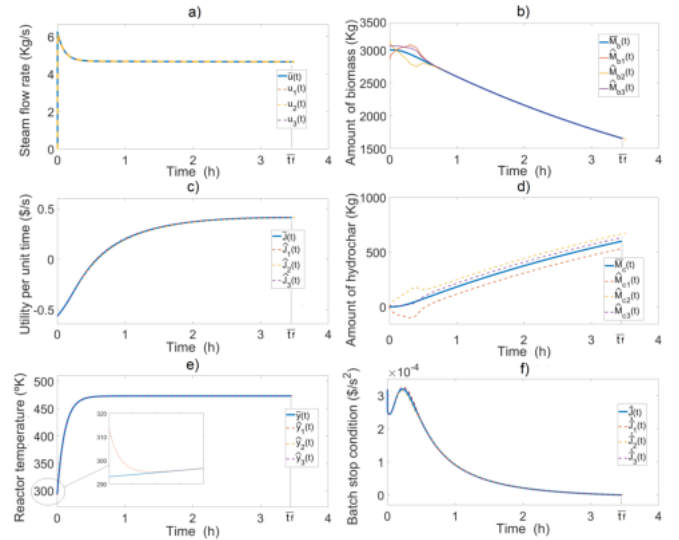 a)
Steam flow rate (Kg/s)
6
4
2
0
ū(t)
u1(t)
u2(t)
u3(t)
0 1 2 3 t̄f 4
Time (h)
b)
Amount of biomass (Kg)
3500
3000
2500
2000
1500
M̄b(t)
M̂b1(t)
M̂b2(t)
M̂b3(t)
0 1 2 3 t̄f 4
Time (h)
c)
Utility per unit time ($/s)
0.5
0
-0.5
Ĵ1(t)
Ĵ2(t)
Ĵ3(t)
0 1 2 3 t̄f 4
Time (h)
d)
Amount of hydrochar (Kg)
1000
500
0
M̄c(t)
M̂c1(t)
M̂c2(t)
M̂c3(t)
0 1 2 3 t̄f 4
Time (h)
e)
Reactor temperature (ºK)
500
450
400
350
300
320
310
300
290
ȳ(t)
ŷ1(t)
ŷ2(t)
ŷ3(t)
0 1 2 3 t̄f 4
Time (h)
f)
×10-4
Batch stop condition ($/s2)
4
2
0
0 1 2 3 t̄f 4
Time (h)